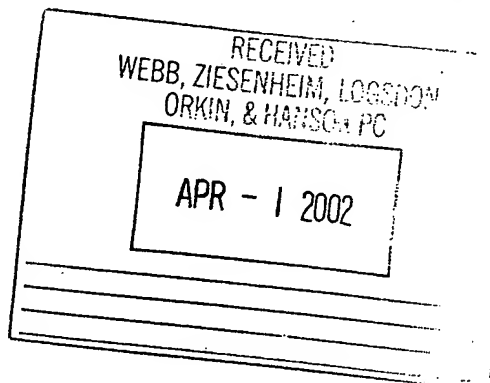 RECEIVED
WEBB, ZIESENHEIM, LOGSDON
ORKIN, & HANSON PC
APR - 1 2002